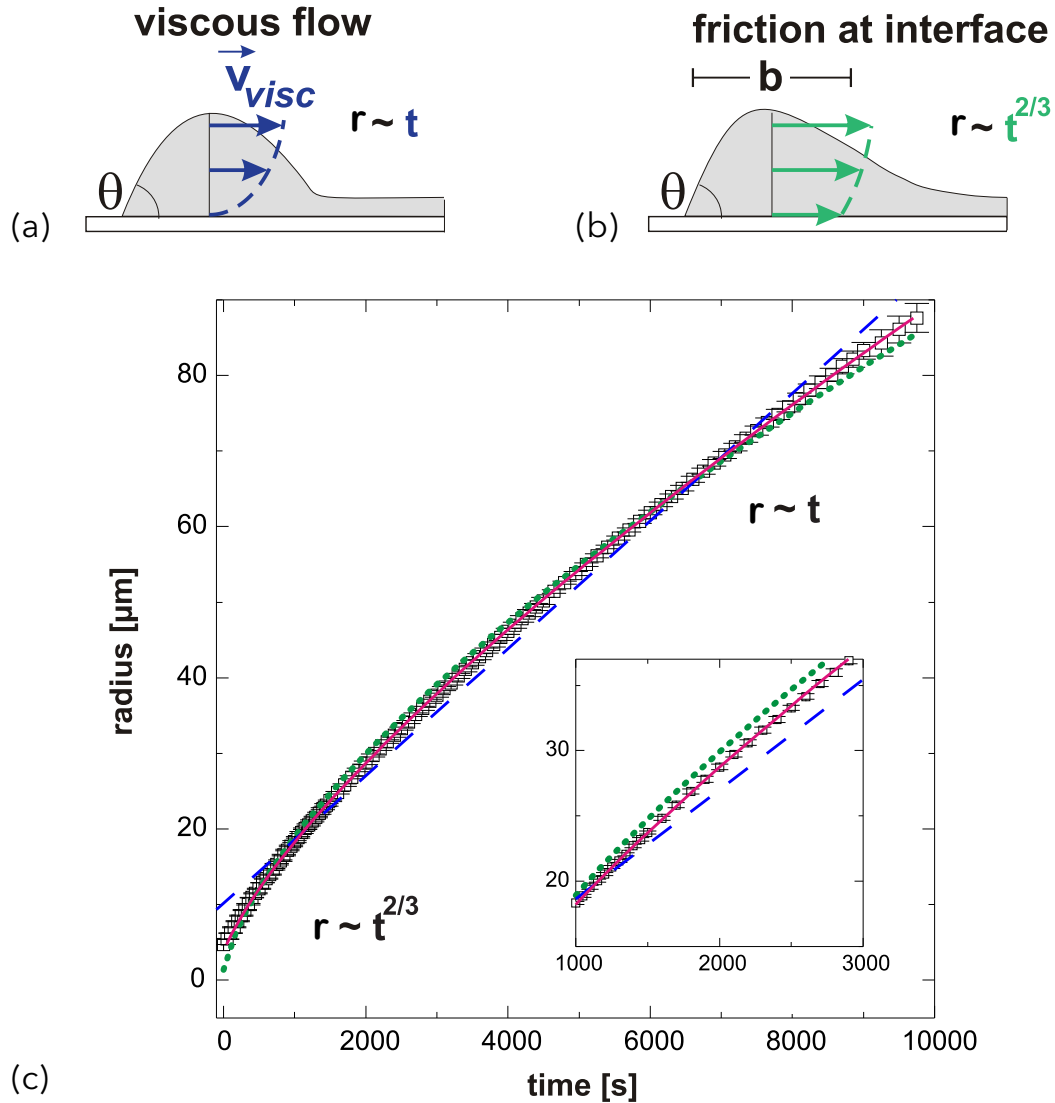 viscous flow
v visc
r ~ t
θ
(a)
friction at interface
b
r ~ t^2/3
θ
(b)
radius [µm]
80
60
40
20
0
r ~ t
r ~ t^2/3
30
20
1000 2000 3000
0 2000 4000 6000 8000 10000
time [s]
(c)